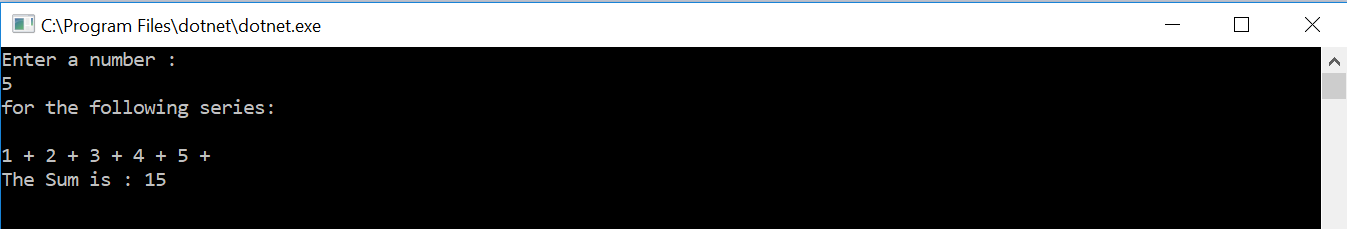 C:\Program Files\dotnet\dotnet.exe
Enter a number :
5
for the following series:
1 + 2 + 3 + 4 + 5 +
The Sum is : 15